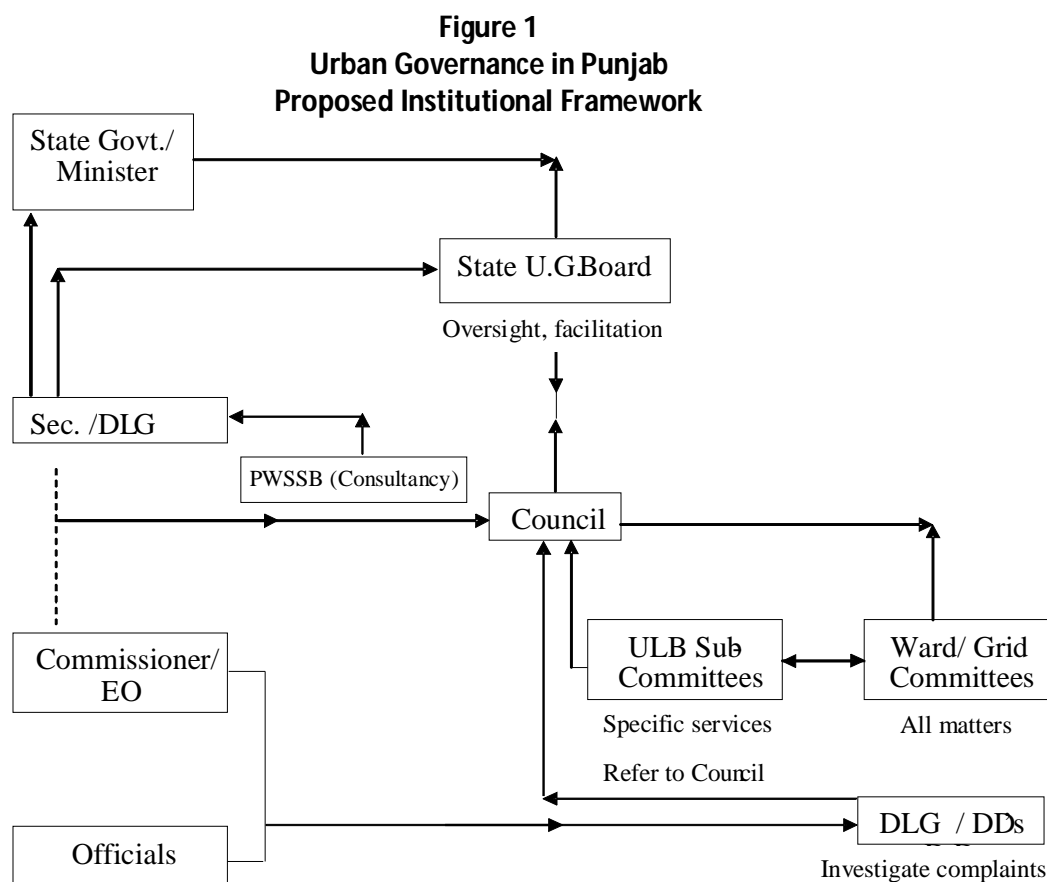 Figure 1
Urban Governance in Punjab
Proposed Institutional Framework
State Govt./
Minister
State U.G.Board
Oversight, facilitation
Sec. /DLG
PWSSB (Consultancy)
Council
Commissioner/
EO
ULB Sub-
Committees
Ward/ Grid
Committees
Specific services
All matters
Refer to Council
Officials
DLG / DDs
Investigate complaints